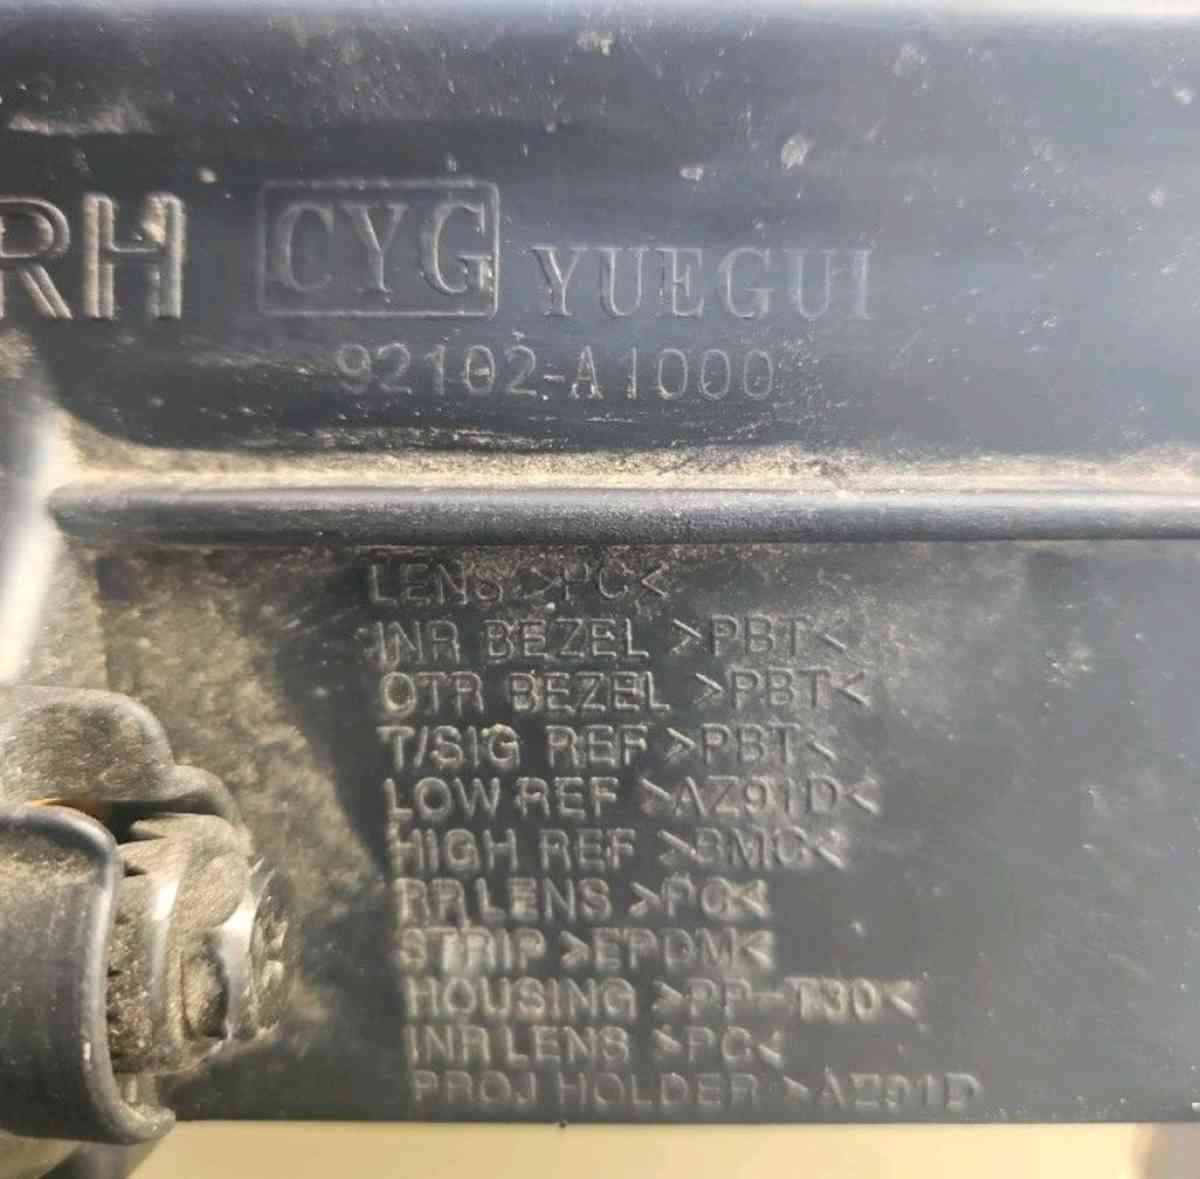 RH CYG YUEGUI
92102-A1000
LENS >PC<
INR BEZEL >PBT<
OTR BEZEL >PBT<
T/SIG REF >PBT<
LOW REF >AZ91D<
HIGH REF >BMC<
RR LENS >PC<
STRIP >EPDM<
HOUSING >PP-T30<
INR LENS >PC<
PROJ HOLDER >AZ91D